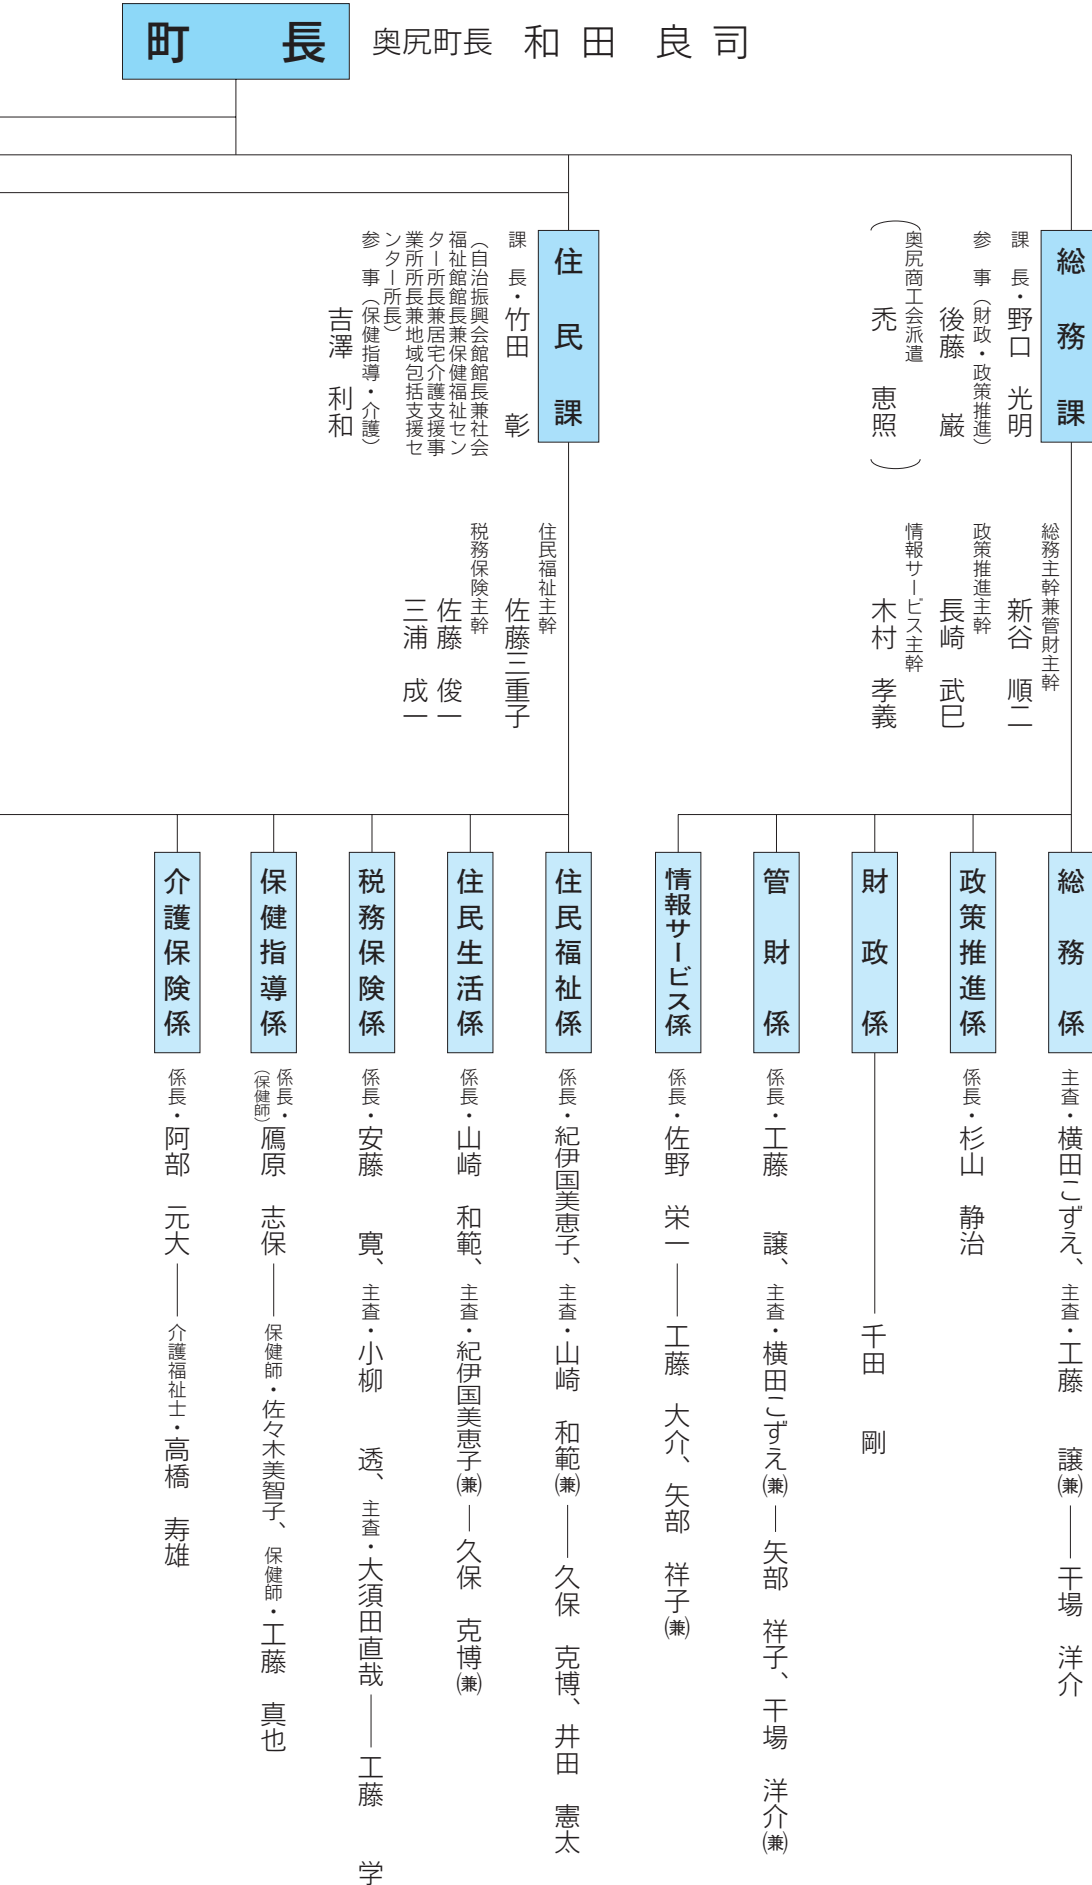 町長
奥尻町長 和田 良司
総務課
課長・野口 光明
参事（財政・政策推進）
後藤 巌
（奥尻商工会派遣
禿 恵照）
総務主幹兼管財主幹
新谷 順二
政策推進主幹
長崎 武巳
情報サービス主幹
木村 孝義
住民課
課長・竹田 彰
（自治振興会館館長兼社会
福祉館館長兼保健福祉セン
ター所長兼居宅介護支援事
業所所長兼地域包括支援セ
ンター所長）
参事（保健指導・介護）
吉澤 利和
住民福祉主幹
佐藤三重子
税務保険主幹
佐藤 俊一
三浦 成一
総務係
主査・横田こずえ、主査・工藤 譲㈹干場 洋介
政策推進係
係長・杉山 静治
財政係
千田 剛
管財係
係長・工藤 譲、主査・横田こずえ(兼)―矢部 祥子、干場 洋介(兼)
情報サービス係
係長・佐野 栄一――工藤 大介、矢部 祥子(兼)
住民福祉係
係長・紀伊国美恵子、主査・山崎 和範(兼)――久保 克博、井田 憲太
住民生活係
係長・山崎 和範、主査・紀伊国美恵子(兼)―久保 克博(兼)
税務保険係
係長・安藤 寛、主査・小柳 透、主査・大須田直哉――工藤 学
保健指導係
係長・（保健師）鴈原 志保――保健師・佐々木美智子、保健師・工藤 真也
介護保険係
係長・阿部 元大――介護福祉士・高橋 寿雄